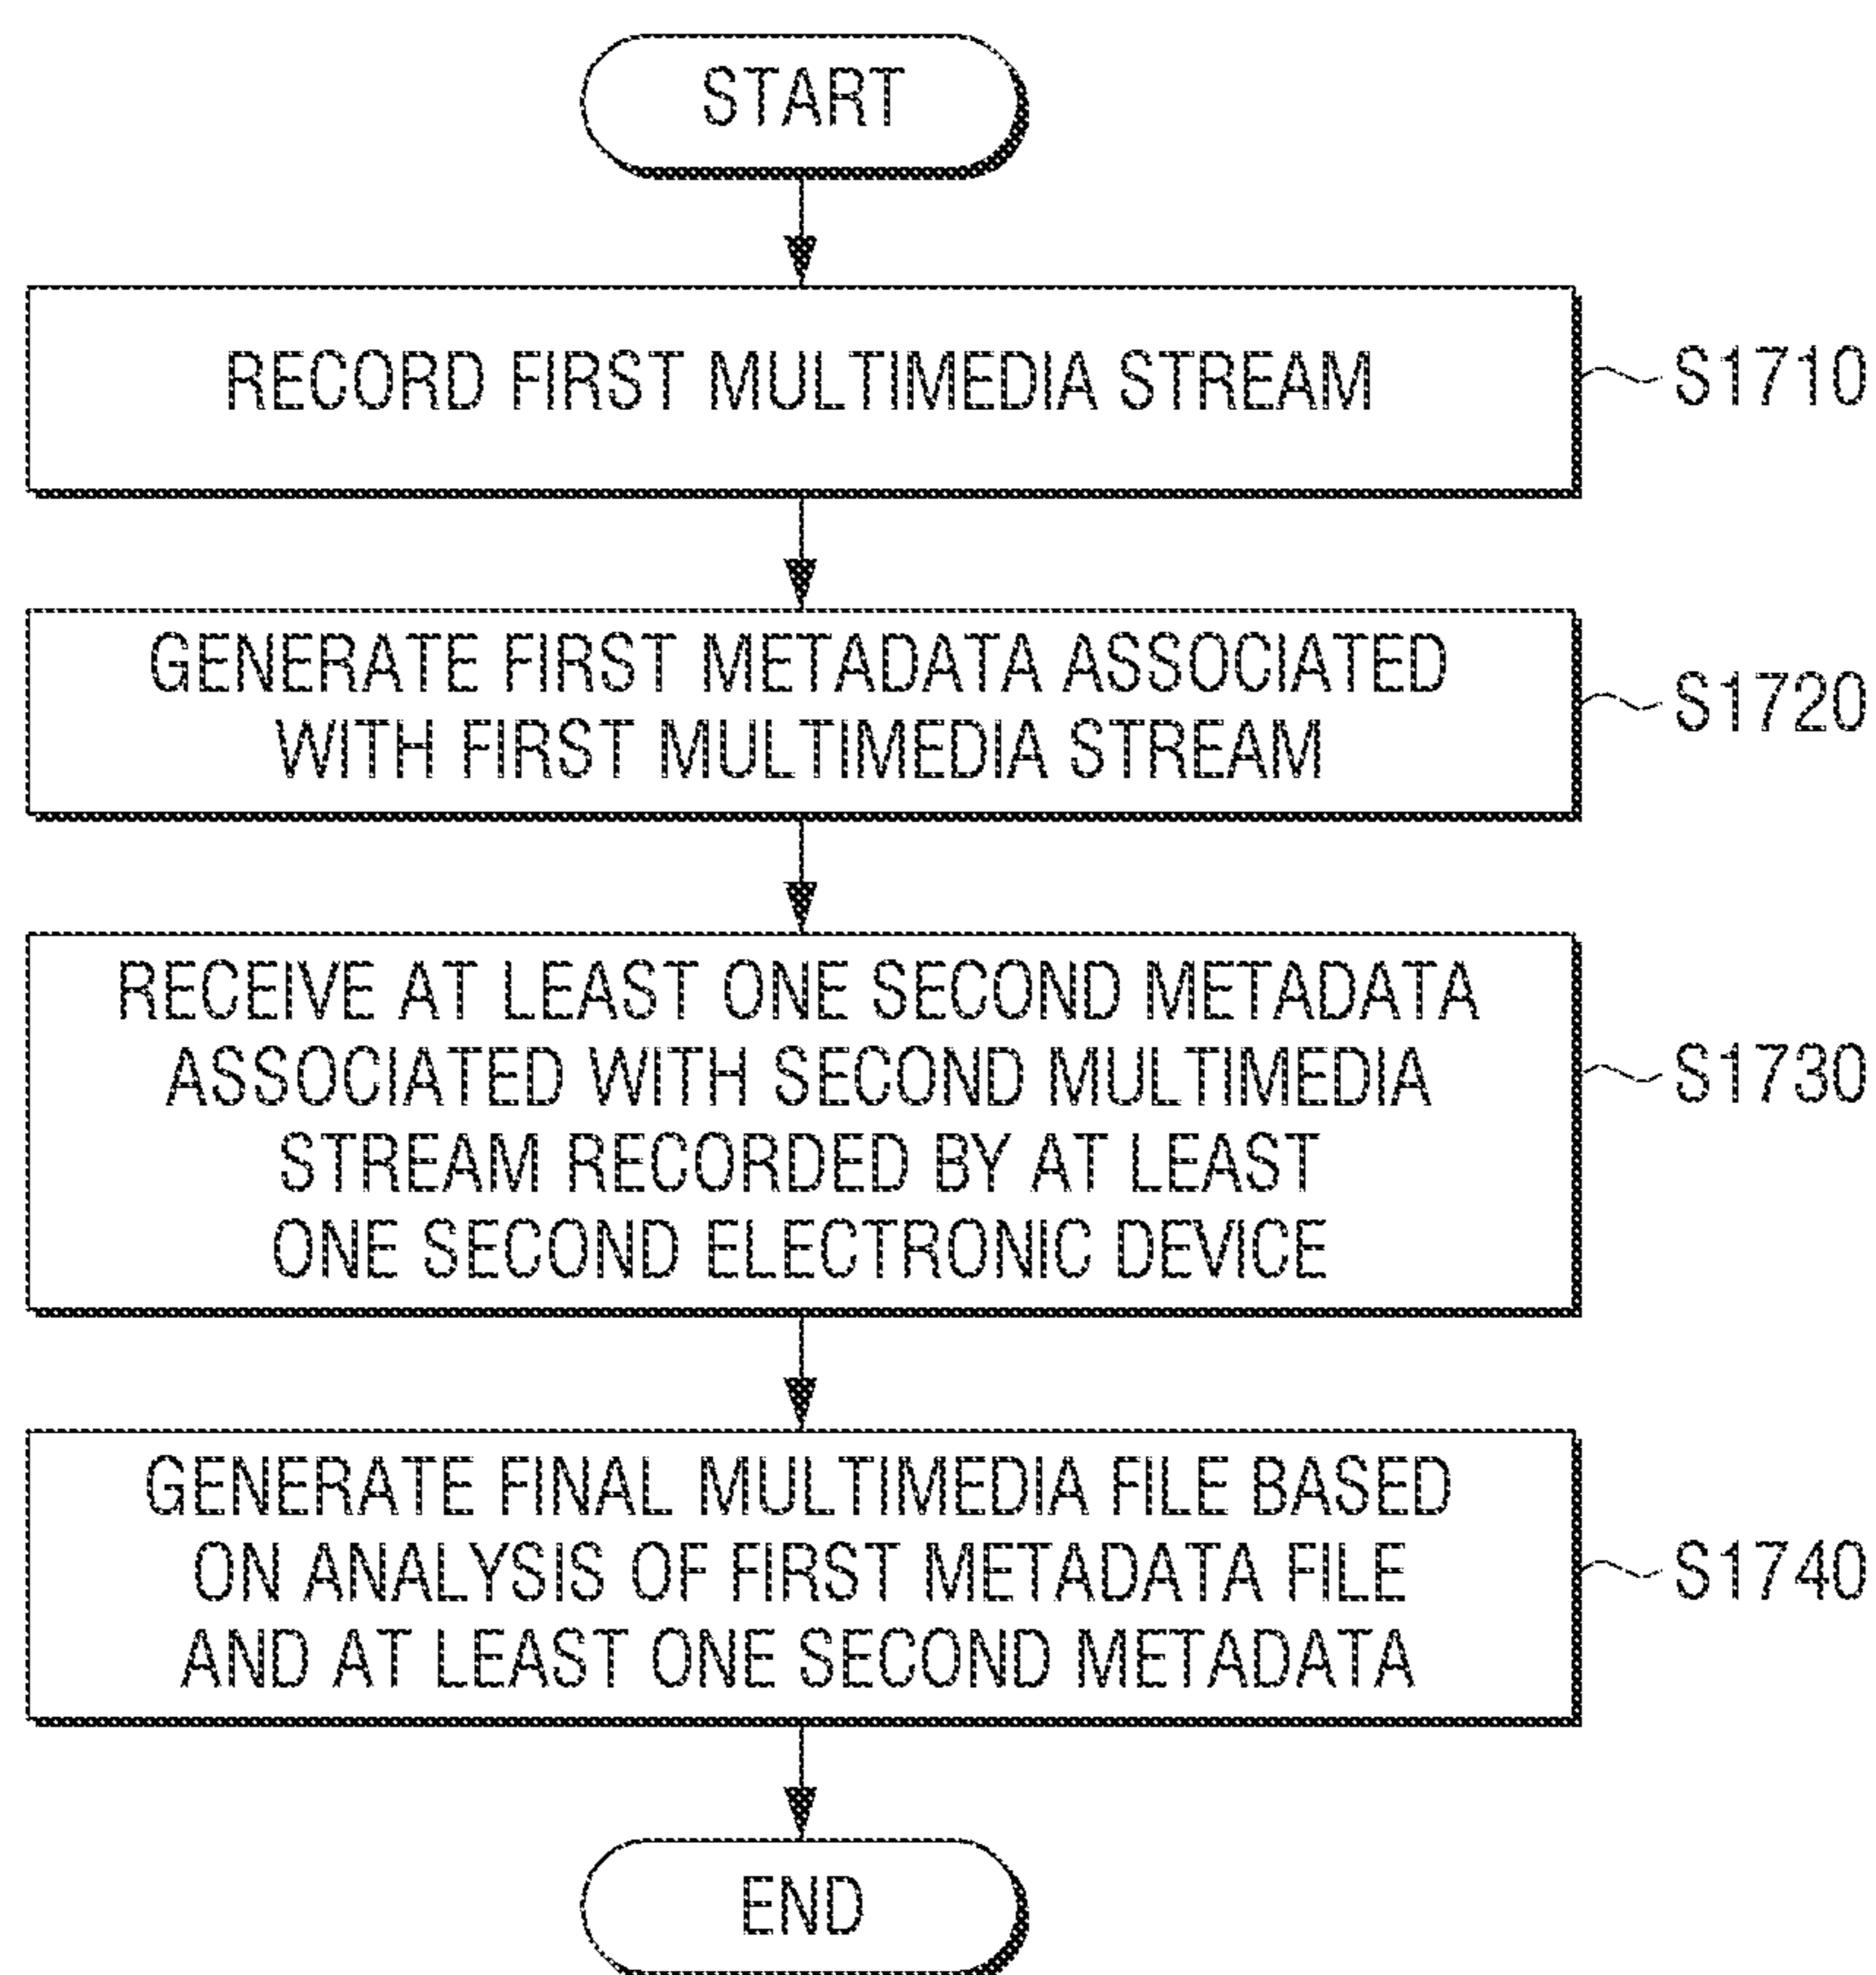 START
RECORD FIRST MULTIMEDIA STREAM
S1710
GENERATE FIRST METADATA ASSOCIATED
WITH FIRST MULTIMEDIA STREAM
S1720
RECEIVE AT LEAST ONE SECOND METADATA
ASSOCIATED WITH SECOND MULTIMEDIA
STREAM RECORDED BY AT LEAST
ONE SECOND ELECTRONIC DEVICE
S1730
GENERATE FINAL MULTIMEDIA FILE BASED
ON ANALYSIS OF FIRST METADATA FILE
AND AT LEAST ONE SECOND METADATA
S1740
END